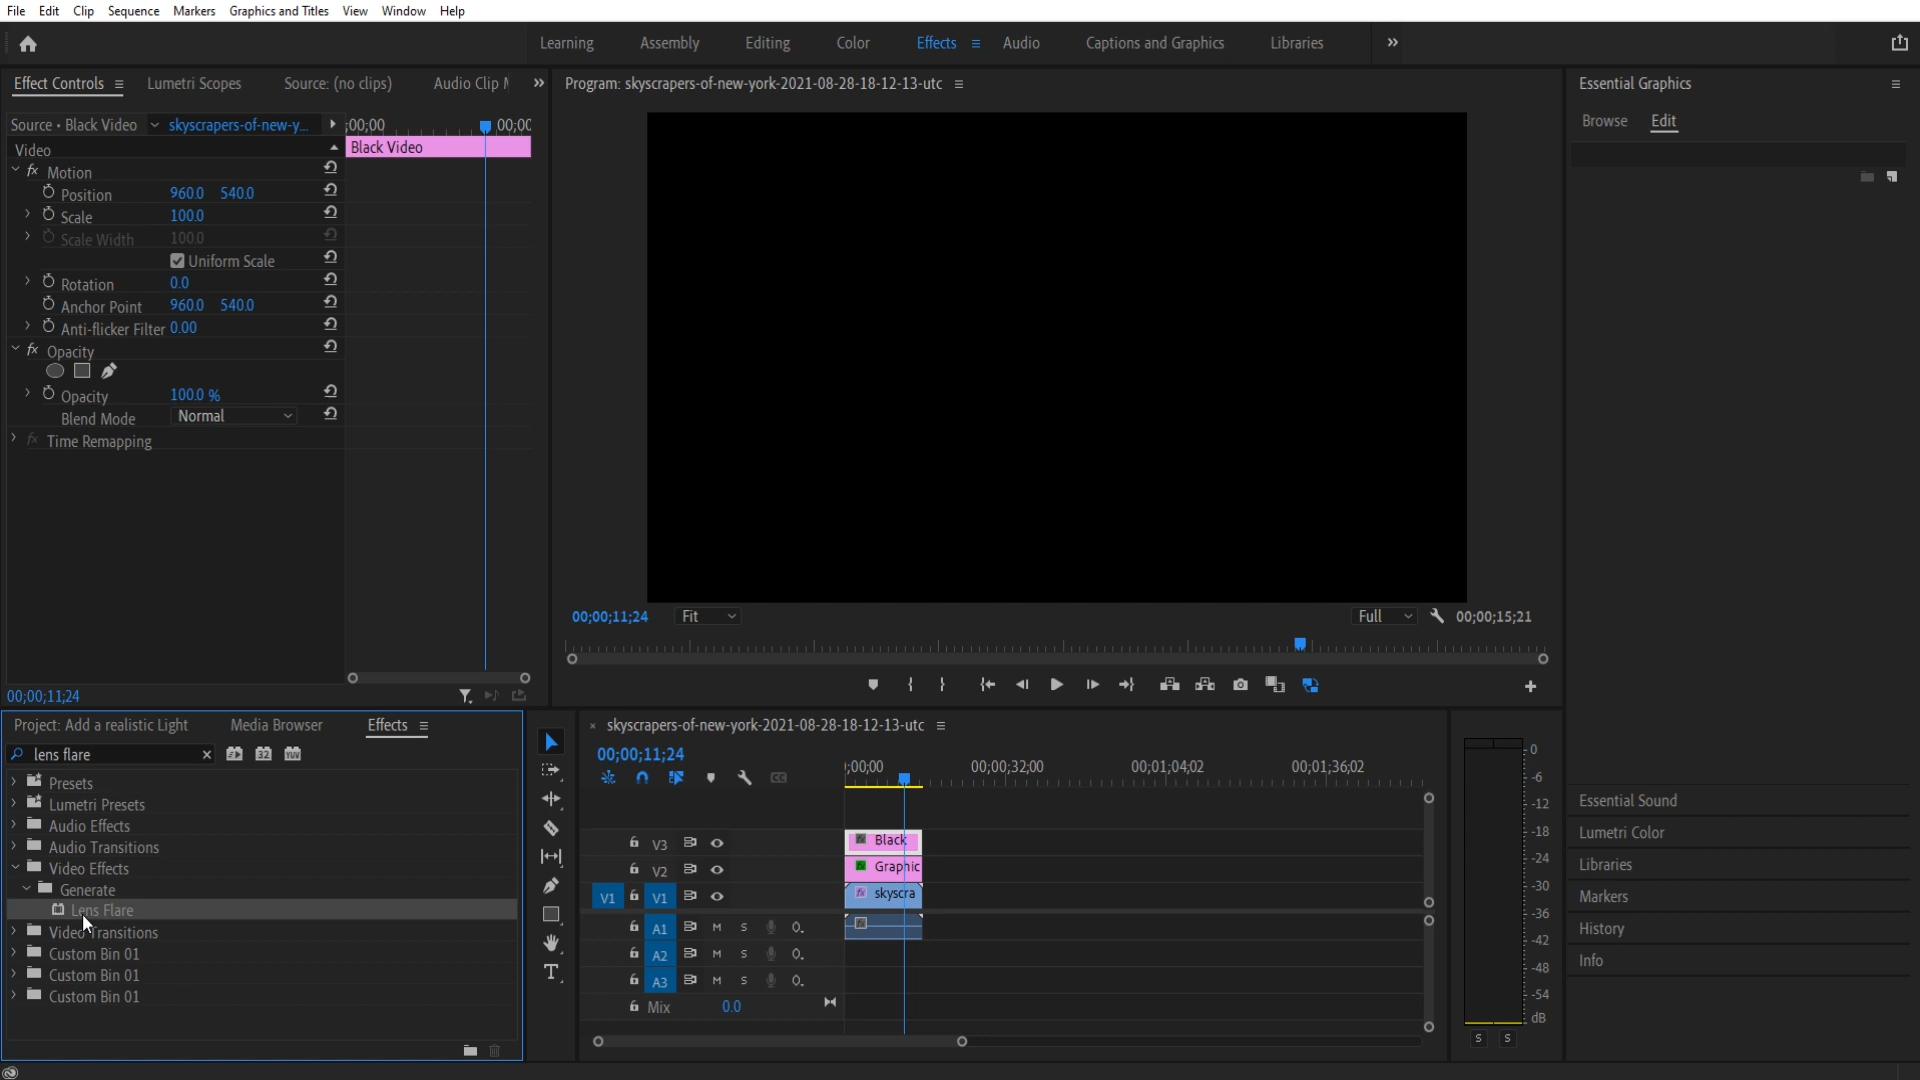 File Edit Clip Sequence Markers Graphics and Titles View Window Help
Learning Assembly Editing Color Effects Audio Captions and Graphics Libraries
Effect Controls Lumetri Scopes Source: (no clips) Audio Clip
Source • Black Video skyscrapers-of-new-y... ;00;00 00;00
Video Black Video
fx Motion
Position 960.0 540.0
Scale 100.0
Scale Width 100.0
Uniform Scale
Rotation 0.0
Anchor Point 960.0 540.0
Anti-flicker Filter 0.00
fx Opacity
Opacity 100.0 %
Blend Mode Normal
fx Time Remapping
00;00;11;24
Program: skyscrapers-of-new-york-2021-08-28-18-12-13-utc
00;00;11;24 Fit Full 00;00;15;21
Essential Graphics
Browse Edit
Project: Add a realistic Light Media Browser Effects
lens flare 32 YUV
Presets
Lumetri Presets
Audio Effects
Audio Transitions
Video Effects
Generate
Lens Flare
Video Transitions
Custom Bin 01
Custom Bin 01
Custom Bin 01
× skyscrapers-of-new-york-2021-08-28-18-12-13-utc
00;00;11;24
;00;00 00;00;32;00 00;01;04;02 00;01;36;02
V3 Black
V2 Graphic
V1 V1 fx skyscra
A1 M S
A2 M S
A3 M S
Mix 0.0
0
-6
-12
-18
-24
-30
-36
-42
-48
-54
dB
S S
Essential Sound
Lumetri Color
Libraries
Markers
History
Info